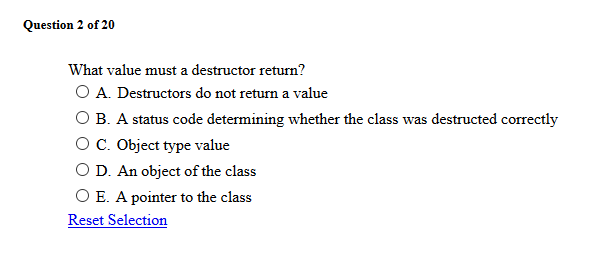 Question 2 of 20
What value must a destructor return?
A. Destructors do not return a value
B. A status code determining whether the class was destructed correctly
C. Object type value
D. An object of the class
E. A pointer to the class
Reset Selection